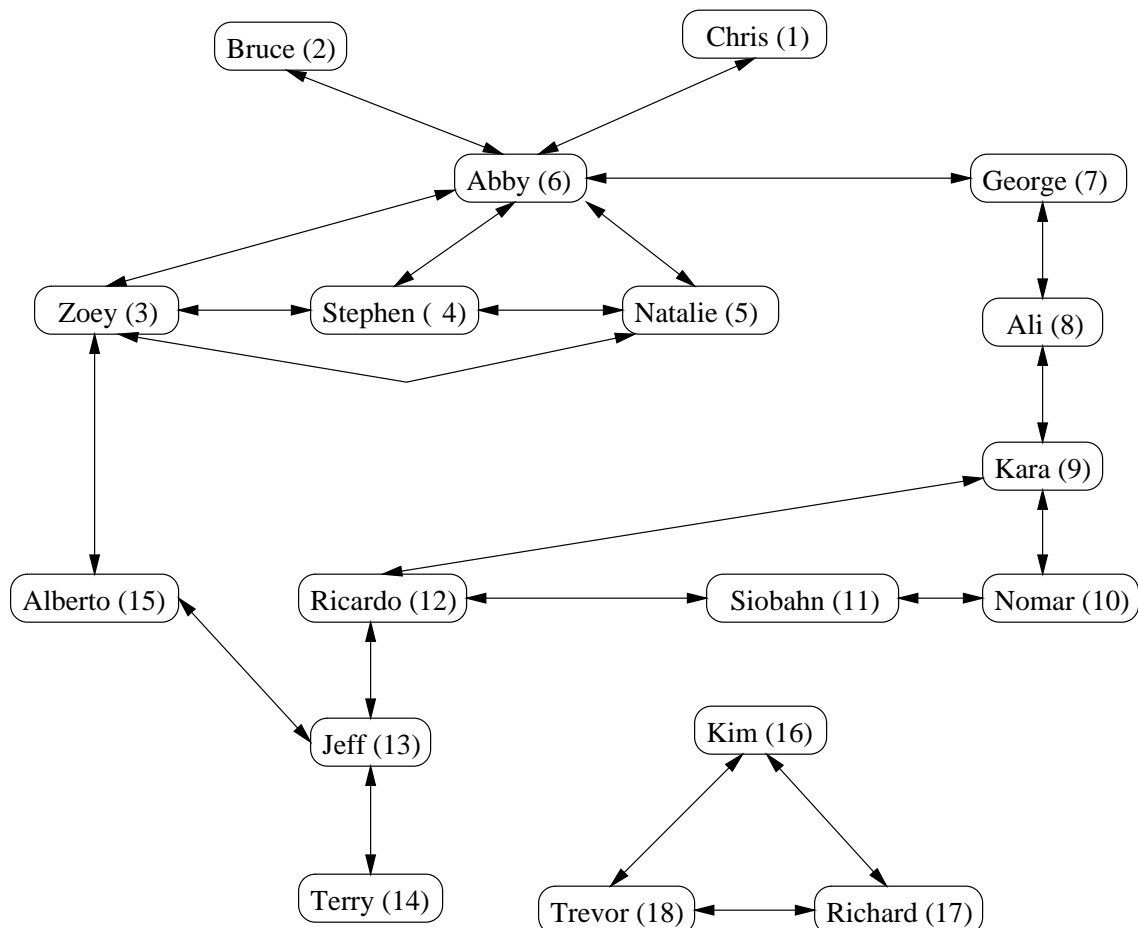 Bruce (2)
Chris (1)
Abby (6)
George (7)
Zoey (3)
Stephen ( 4)
Natalie (5)
Ali (8)
Kara (9)
Alberto (15)
Ricardo (12)
Siobahn (11)
Nomar (10)
Jeff (13)
Kim (16)
Terry (14)
Trevor (18)
Richard (17)